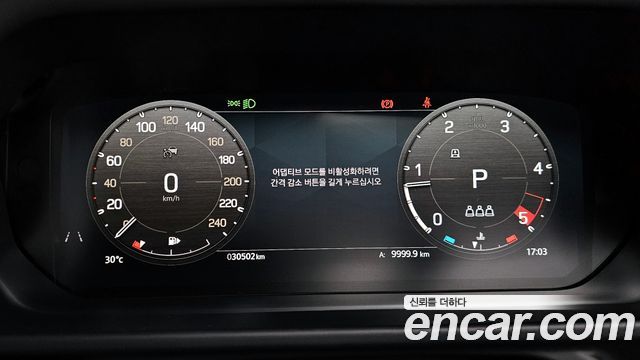 100 120 140
80 160
60 180
40 200
20 220
0 240
0
km/h
어댑티브 모드를 비활성화하려면
간격 감소 버튼을 길게 누르십시오
0 1 2 3 4 5
P
30°c
030502 km
A: 9999.9 km
17:03
신뢰를 더하다
encar.com